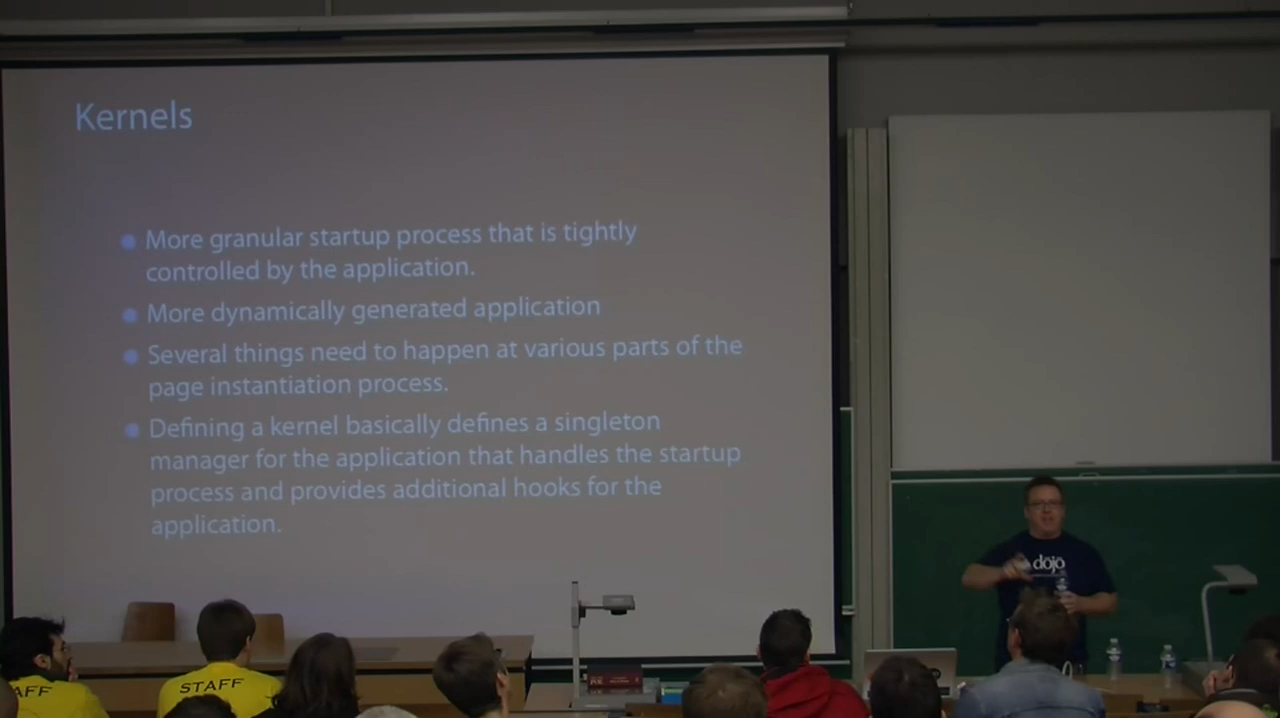 Kernels
More granular startup process that is tightly
controlled by the application.
More dynamically generated application
Several things need to happen at various parts of the
page instantiation process.
Defining a kernel basically defines a singleton
manager for the application that handles the startup
process and provides additional hooks for the
application.
dojo
AFF
STAFF